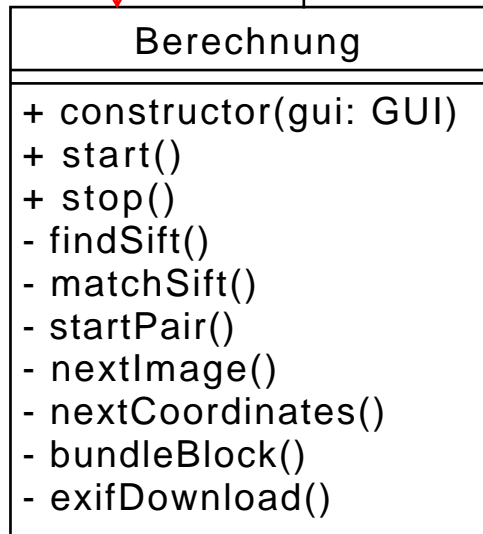 Berechnung
+ constructor(gui: GUI)
+ start()
+ stop()
- findSift()
- matchSift()
- startPair()
- nextImage()
- nextCoordinates()
- bundleBlock()
- exifDownload()